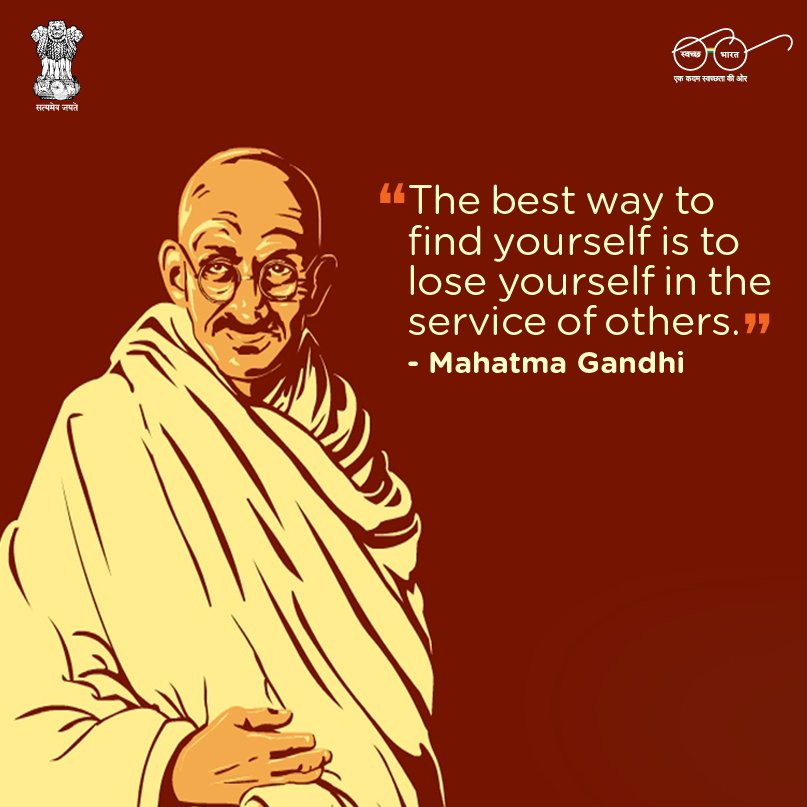 सत्यमेव जयते
स्वच्छ भारत
एक कदम स्वच्छता की ओर
“The best way to
find yourself is to
lose yourself in the
service of others.”
- Mahatma Gandhi